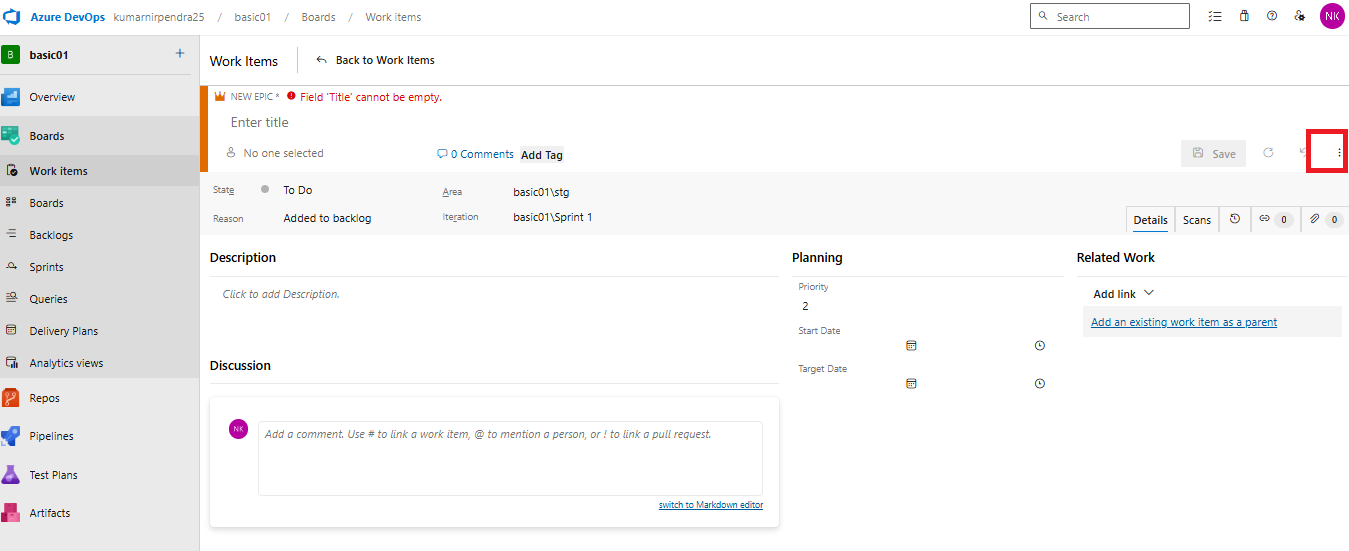 Azure DevOps kumarnirpendra25 / basic01 / Boards / Work items
Search
NK
B basic01 +
Overview
Boards
Work items
Boards
Backlogs
Sprints
Queries
Delivery Plans
Analytics views
Repos
Pipelines
Test Plans
Artifacts
Work Items
Back to Work Items
NEW EPIC * Field 'Title' cannot be empty.
Enter title
No one selected
0 Comments Add Tag
Save
State To Do
Area basic01\stg
Reason Added to backlog
Iteration basic01\Sprint 1
Details Scans 0 0
Description
Click to add Description.
Discussion
NK
Add a comment. Use # to link a work item, @ to mention a person, or ! to link a pull request.
switch to Markdown editor
Planning
Priority
2
Start Date
Target Date
Related Work
Add link
Add an existing work item as a parent